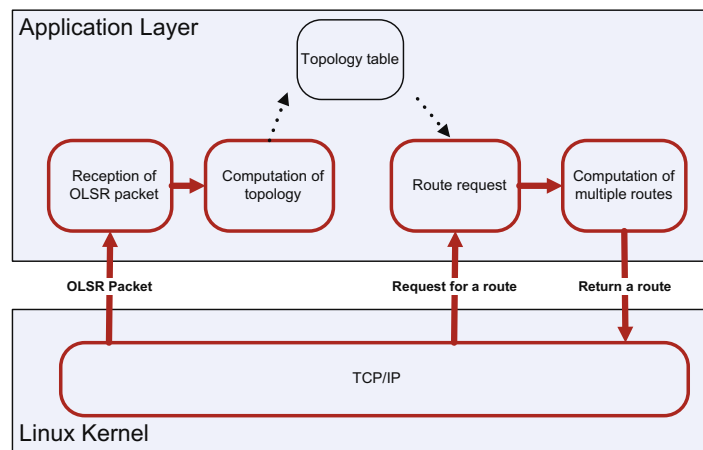 Application Layer
Topology table
Reception of
OLSR packet
Computation of
topology
Route request
Computation of
multiple routes
OLSR Packet
Request for a route
Return a route
TCP/IP
Linux Kernel